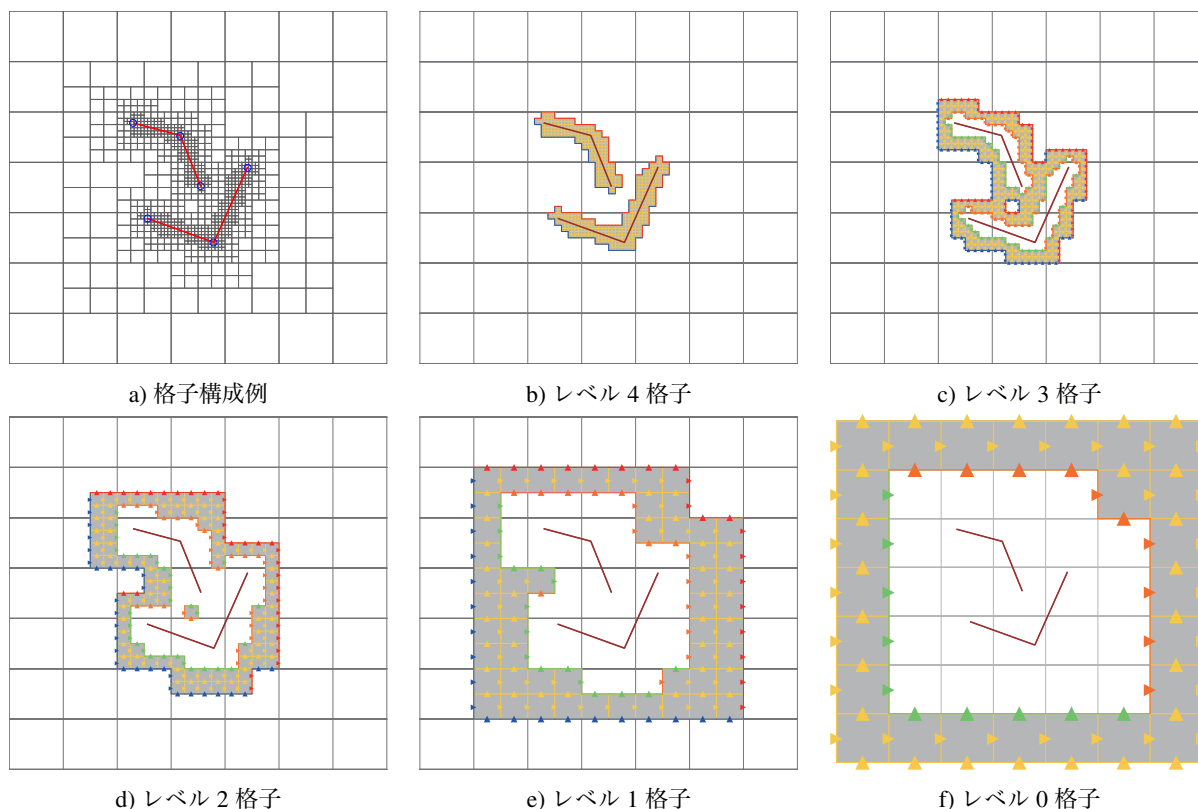 a) 格子構成例
b) レベル 4 格子
c) レベル 3 格子
d) レベル 2 格子
e) レベル 1 格子
f) レベル 0 格子